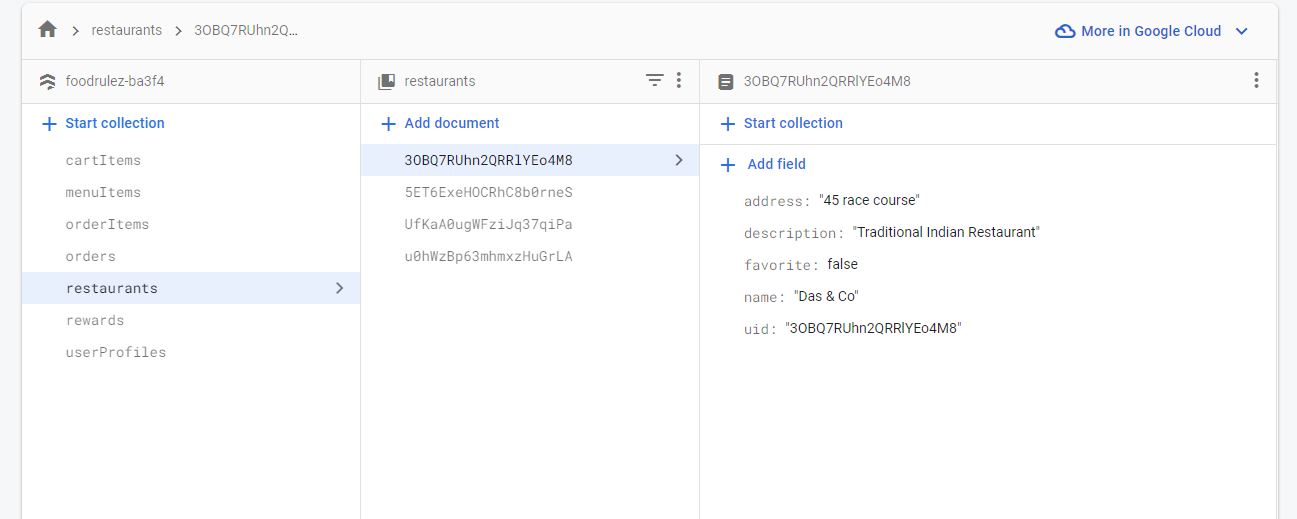 restaurants
3OBQ7RUhn2Q...
More in Google Cloud
foodrulez-ba3f4
restaurants
3OBQ7RUhn2QRRlYEo4M8
Start collection
Add document
Start collection
cartItems
menuItems
orderItems
orders
restaurants
rewards
userProfiles
3OBQ7RUhn2QRRlYEo4M8
5ET6ExeHOCRhC8b0rneS
UfKaA0ugWFziJq37qiPa
u0hWzBp63mhmxzHuGrLA
Add field
address: "45 race course"
description: "Traditional Indian Restaurant"
favorite: false
name: "Das & Co"
uid: "3OBQ7RUhn2QRRlYEo4M8"